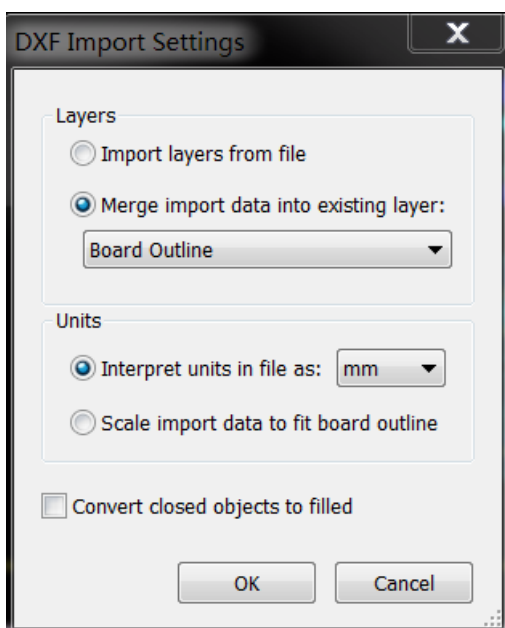 DXF Import Settings
Layers
Import layers from file
Merge import data into existing layer:
Board Outline
Units
Interpret units in file as: mm
Scale import data to fit board outline
Convert closed objects to filled
OK Cancel